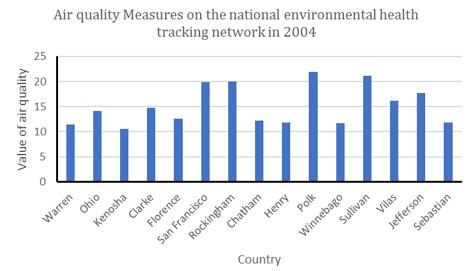 Air quality Measures on the national environmental health
tracking network in 2004
25
20
15
10
5
0
Value of air quality
Warren
Ohio
Kenosha
Clarke
Florence
San Francisco
Rockingham
Chatham
Henry
Polk
Winnebago
Sullivan
Vilas
Jefferson
Sebastian
Country